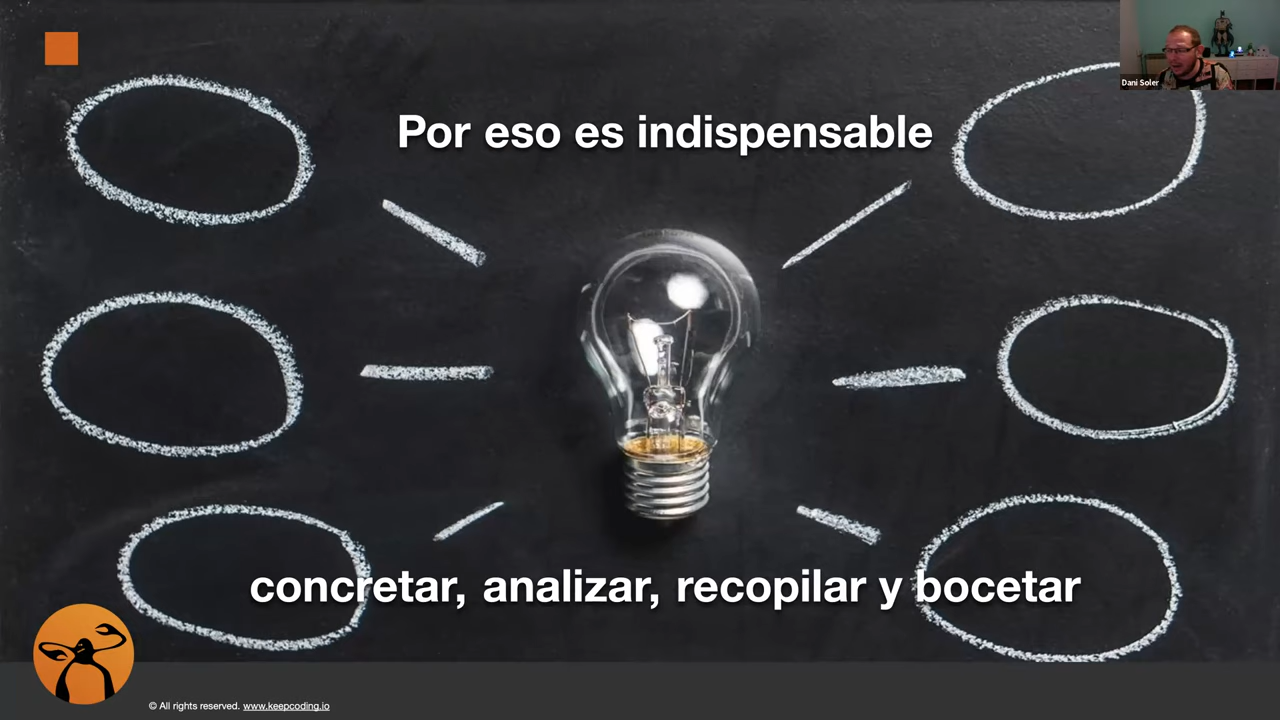 Dani Soler
Por eso es indispensable
concretar, analizar, recopilar y bocetar
© All rights reserved. www.keepcoding.io